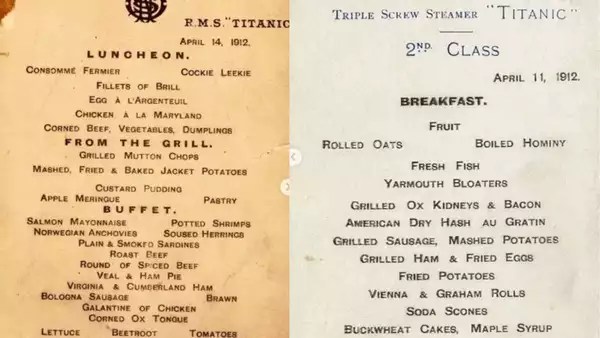 R.M.S. "TITANIC
APRIL 14, 1912.
LUNCHEON.
CONSOMMÉ FERMIER COCKIE LEEKIE
FILLETS OF BRILL
EGG À L'ARGENTEUIL
CHICKEN À LA MARYLAND
CORNED BEEF, VEGETABLES, DUMPLINGS
FROM THE GRILL.
GRILLED MUTTON CHOPS
MASHED, FRIED & BAKED JACKET POTATOES
CUSTARD PUDDING
APPLE MERINGUE PASTRY
BUFFET.
SALMON MAYONNAISE POTTED SHRIMPS
NORWEGIAN ANCHOVIES SOUSED HERRINGS
PLAIN & SMOKED SARDINES
ROAST BEEF
ROUND OF SPICED BEEF
VEAL & HAM PIE
VIRGINIA & CUMBERLAND HAM
BOLOGNA SAUSAGE BRAWN
GALANTINE OF CHICKEN
CORNED OX TONGUE
LETTUCE BEETROOT TOMATOES
TRIPLE SCREW STEAMER "TITANIC"
2ND. CLASS
APRIL 11, 1912.
BREAKFAST.
FRUIT
ROLLED OATS BOILED HOMINY
FRESH FISH
YARMOUTH BLOATERS
GRILLED OX KIDNEYS & BACON
AMERICAN DRY HASH AU GRATIN
GRILLED SAUSAGE, MASHED POTATOES
GRILLED HAM & FRIED EGGS
FRIED POTATOES
VIENNA & GRAHAM ROLLS
SODA SCONES
BUCKWHEAT CAKES, MAPLE SYRUP